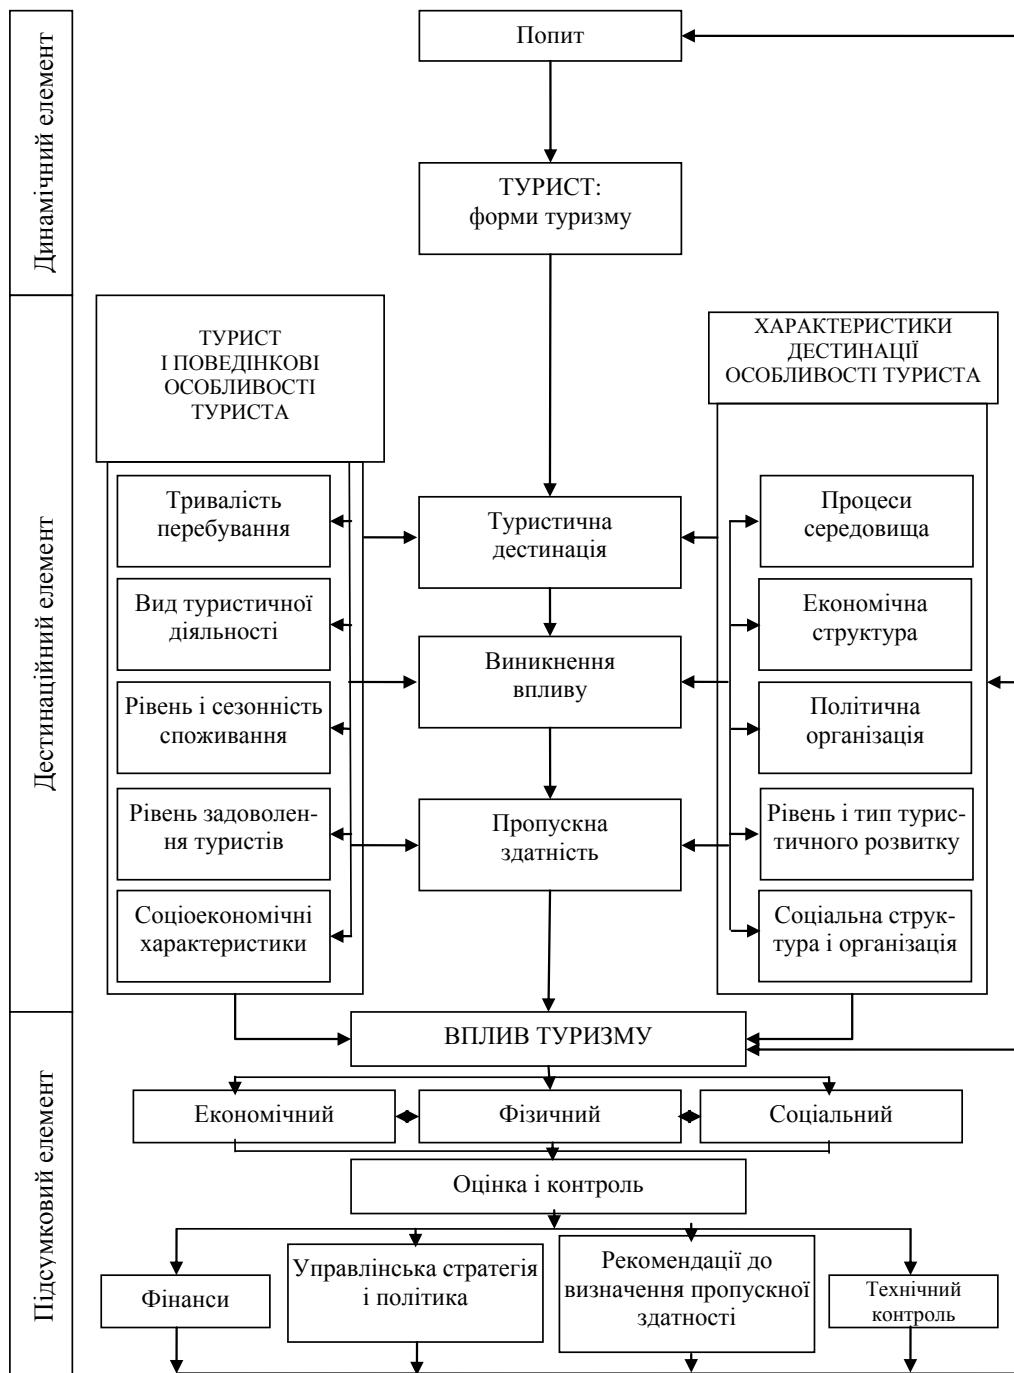 Динамічний елемент
Попит
ТУРИСТ:
форми туризму
Дестинаційний елемент
ТУРИСТ
І ПОВЕДІНКОВІ
ОСОБЛИВОСТІ
ТУРИСТА
ХАРАКТЕРИСТИКИ
ДЕСТИНАЦІЇ
ОСОБЛИВОСТІ ТУРИСТА
Тривалість
перебування
Вид туристичної
діяльності
Рівень і сезонність
споживання
Рівень задоволен-
ня туристів
Соціоекономічні
характеристики
Туристична
дестинація
Виникнення
впливу
Пропускна
здатність
Процеси
середовища
Економічна
структура
Політична
організація
Рівень і тип турис-
тичного розвитку
Соціальна струк-
тура і організація
Підсумковий елемент
ВПЛИВ ТУРИЗМУ
Економічний
Фізичний
Соціальний
Оцінка і контроль
Фінанси
Управлінська стратегія
і політика
Рекомендації до
визначення пропускної
здатності
Технічний
контроль